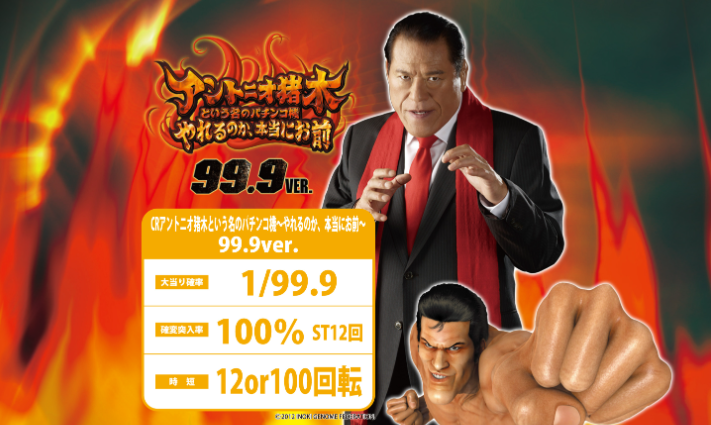 アントニオ猪木
という名のパチンコ機
やれるのか、本当にお前
99.9VER.
CRアントニオ猪木という名のパチンコ機〜やれるのか、本当にお前〜
99.9ver.
大当り確率 1/99.9
確変突入率 100% ST12回
時短 12or100回転
©2012 INOKI GENOME